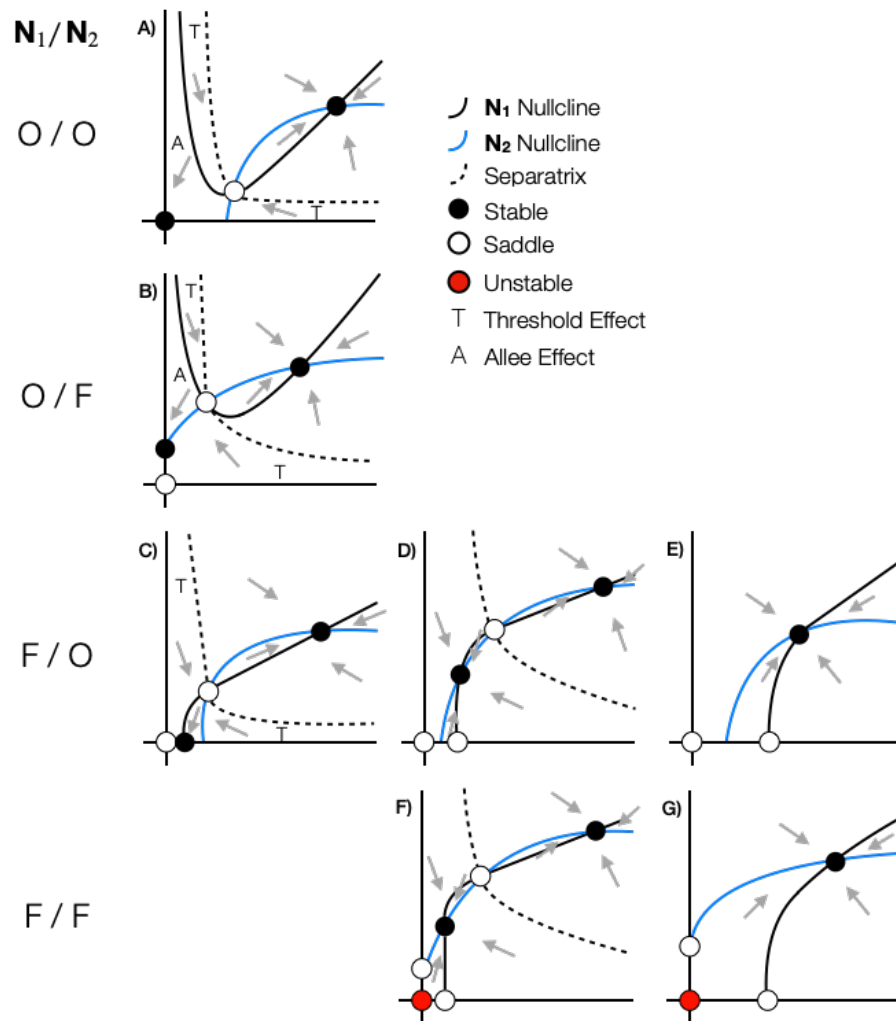 N₁/N₂
A)
T
A
T
O / O
N₁ Nullcline
N₂ Nullcline
Separatrix
Stable
Saddle
Unstable
T Threshold Effect
A Allee Effect
B)
T
A
T
O / F
C)
T
T
D)
E)
F / O
F)
G)
F / F